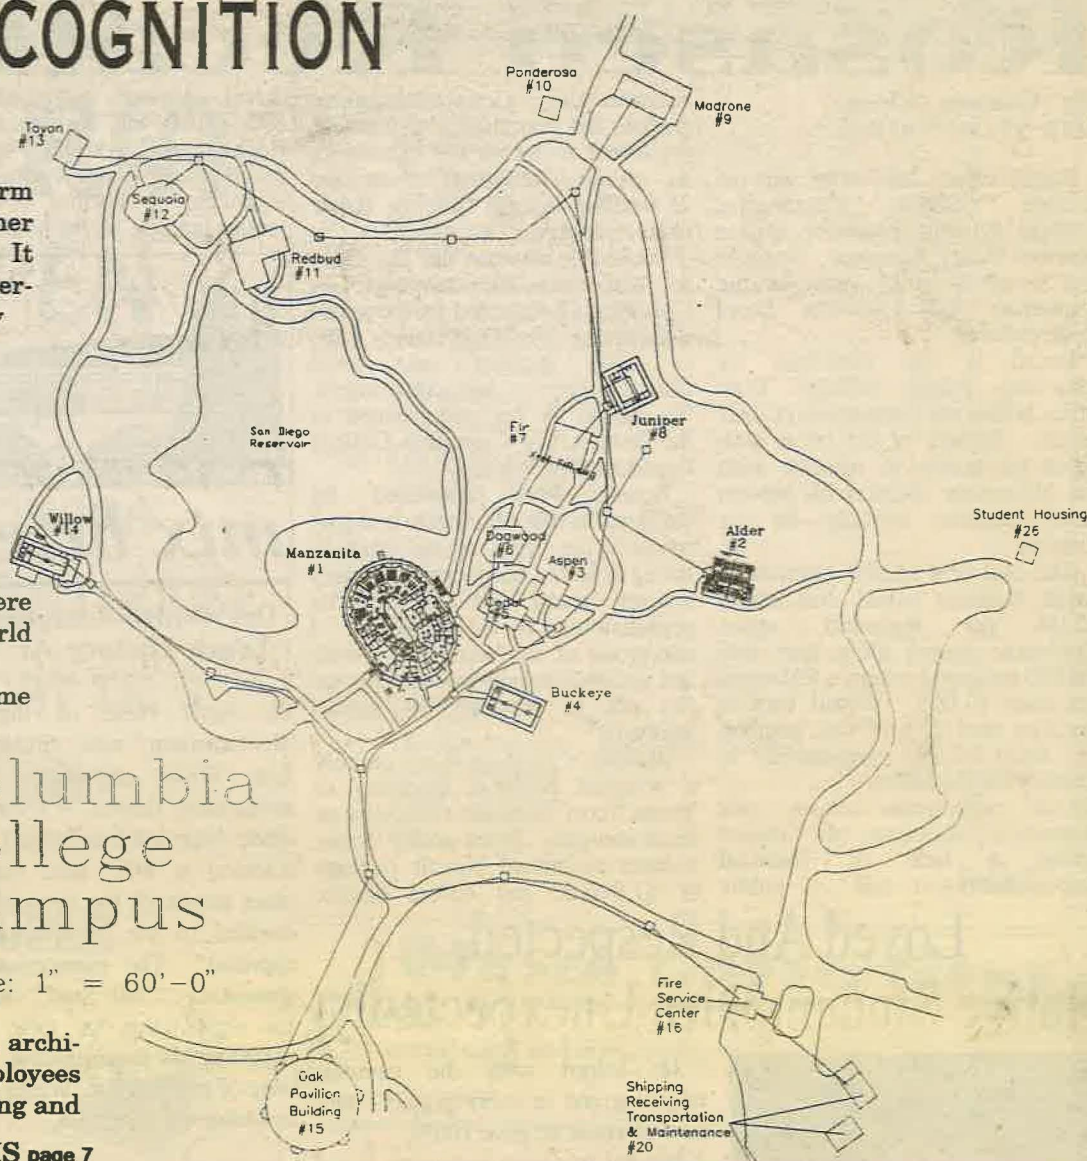 COGNITION
Ponderosa
#10
Madrone
#9
Toyon
#13
Sequoia
#12
Redbud
#11
rm
ner
It
er-
San Diego
Reservoir
Fir
#7
Juniper
#8
Willow
#14
Manzanita
#1
Dogwood
#6
Aspen
#3
Alder
#2
Student Housing
#26
Buckeye
#4
ere
rld
me
lumbia
llege
mpus
e: 1" = 60'-0"
archi-
ployees
ng and
S page 7
Fire
Service
Center
#16
Oak
Pavilion
Building
#15
Shipping
Receiving
Transportation
& Maintenance
#20